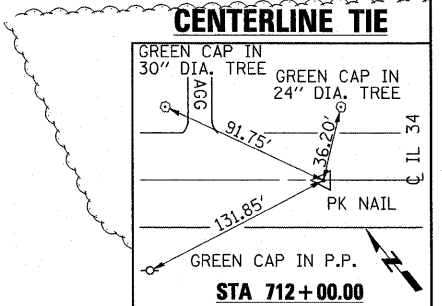 CENTERLINE TIE
GREEN CAP IN
30" DIA. TREE
GREEN CAP IN
24" DIA. TREE
AGG
91.75'
36.20'
℄ IL 34
PK NAIL
131.85'
GREEN CAP IN P.P.
N
STA 712+00.00